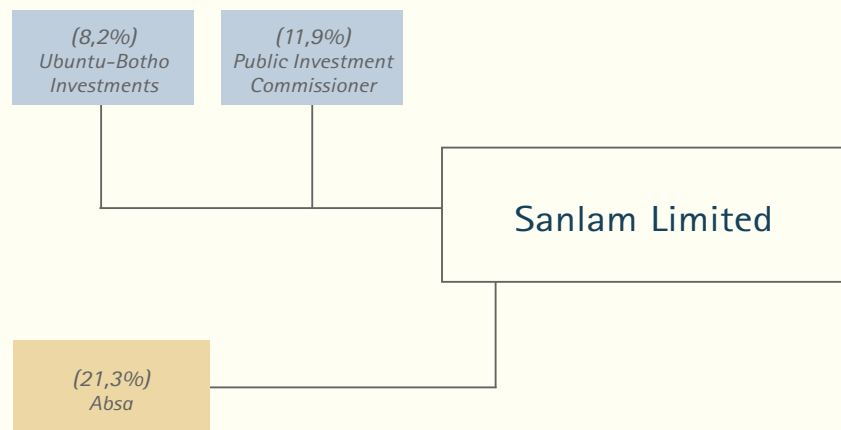 (8,2%)
Ubuntu-Botho
Investments
(11,9%)
Public Investment
Commissioner
Sanlam Limited
(21,3%)
Absa